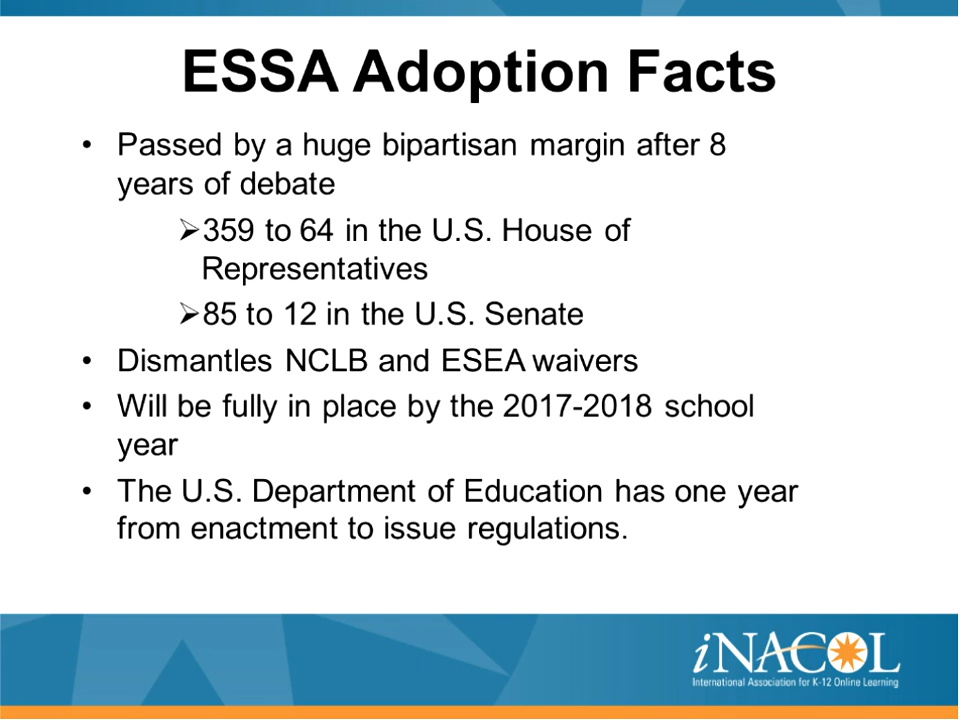 ESSA Adoption Facts
• Passed by a huge bipartisan margin after 8
years of debate
➢359 to 64 in the U.S. House of
Representatives
➢85 to 12 in the U.S. Senate
• Dismantles NCLB and ESEA waivers
• Will be fully in place by the 2017-2018 school
year
• The U.S. Department of Education has one year
from enactment to issue regulations.
iNACOL
International Association for K-12 Online Learning